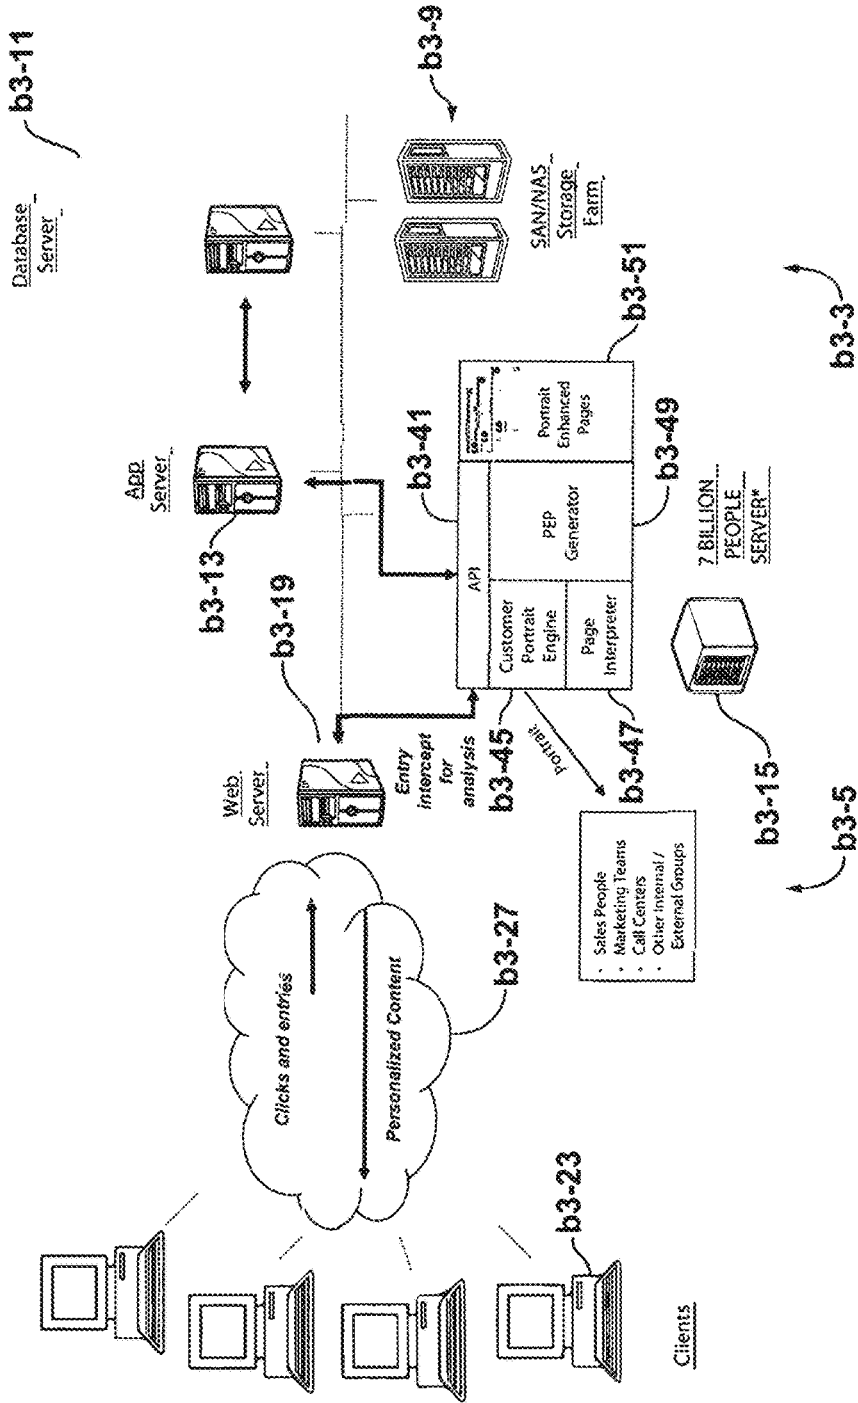 b3-11
Database
Server
b3-9
SAN/NAS
Storage
Farm
b3-3
App
Server
b3-13
b3-41
b3-51
API
Customer
Portrait
Engine
Page
Interpreter
PEP
Generator
Portrait
Enhanced
Pages
b3-49
7 BILLION
PEOPLE
SERVER*
b3-19
Web
Server
Entry
intercept
for
analysis
b3-45
Portrait
b3-47
b3-15
b3-5
• Sales People
• Marketing Teams
• Call Centers
• Other Internal /
External Groups
Clicks and entries
Personalized Content
b3-27
b3-23
Clients